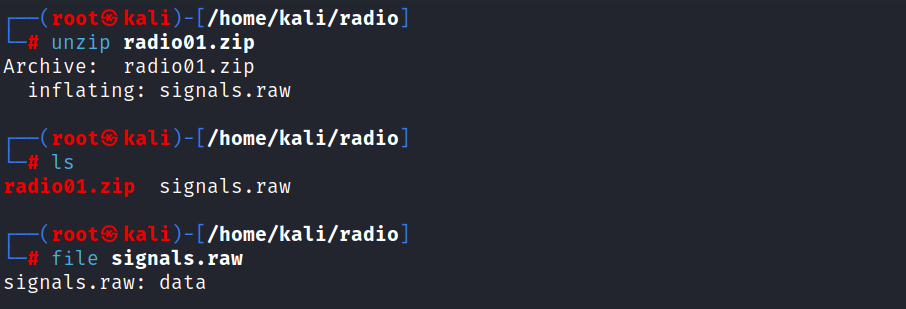 ┌──(root㉿kali)-[/home/kali/radio]
└─# unzip radio01.zip
Archive:  radio01.zip
  inflating: signals.raw
┌──(root㉿kali)-[/home/kali/radio]
└─# ls
radio01.zip  signals.raw
┌──(root㉿kali)-[/home/kali/radio]
└─# file signals.raw
signals.raw: data